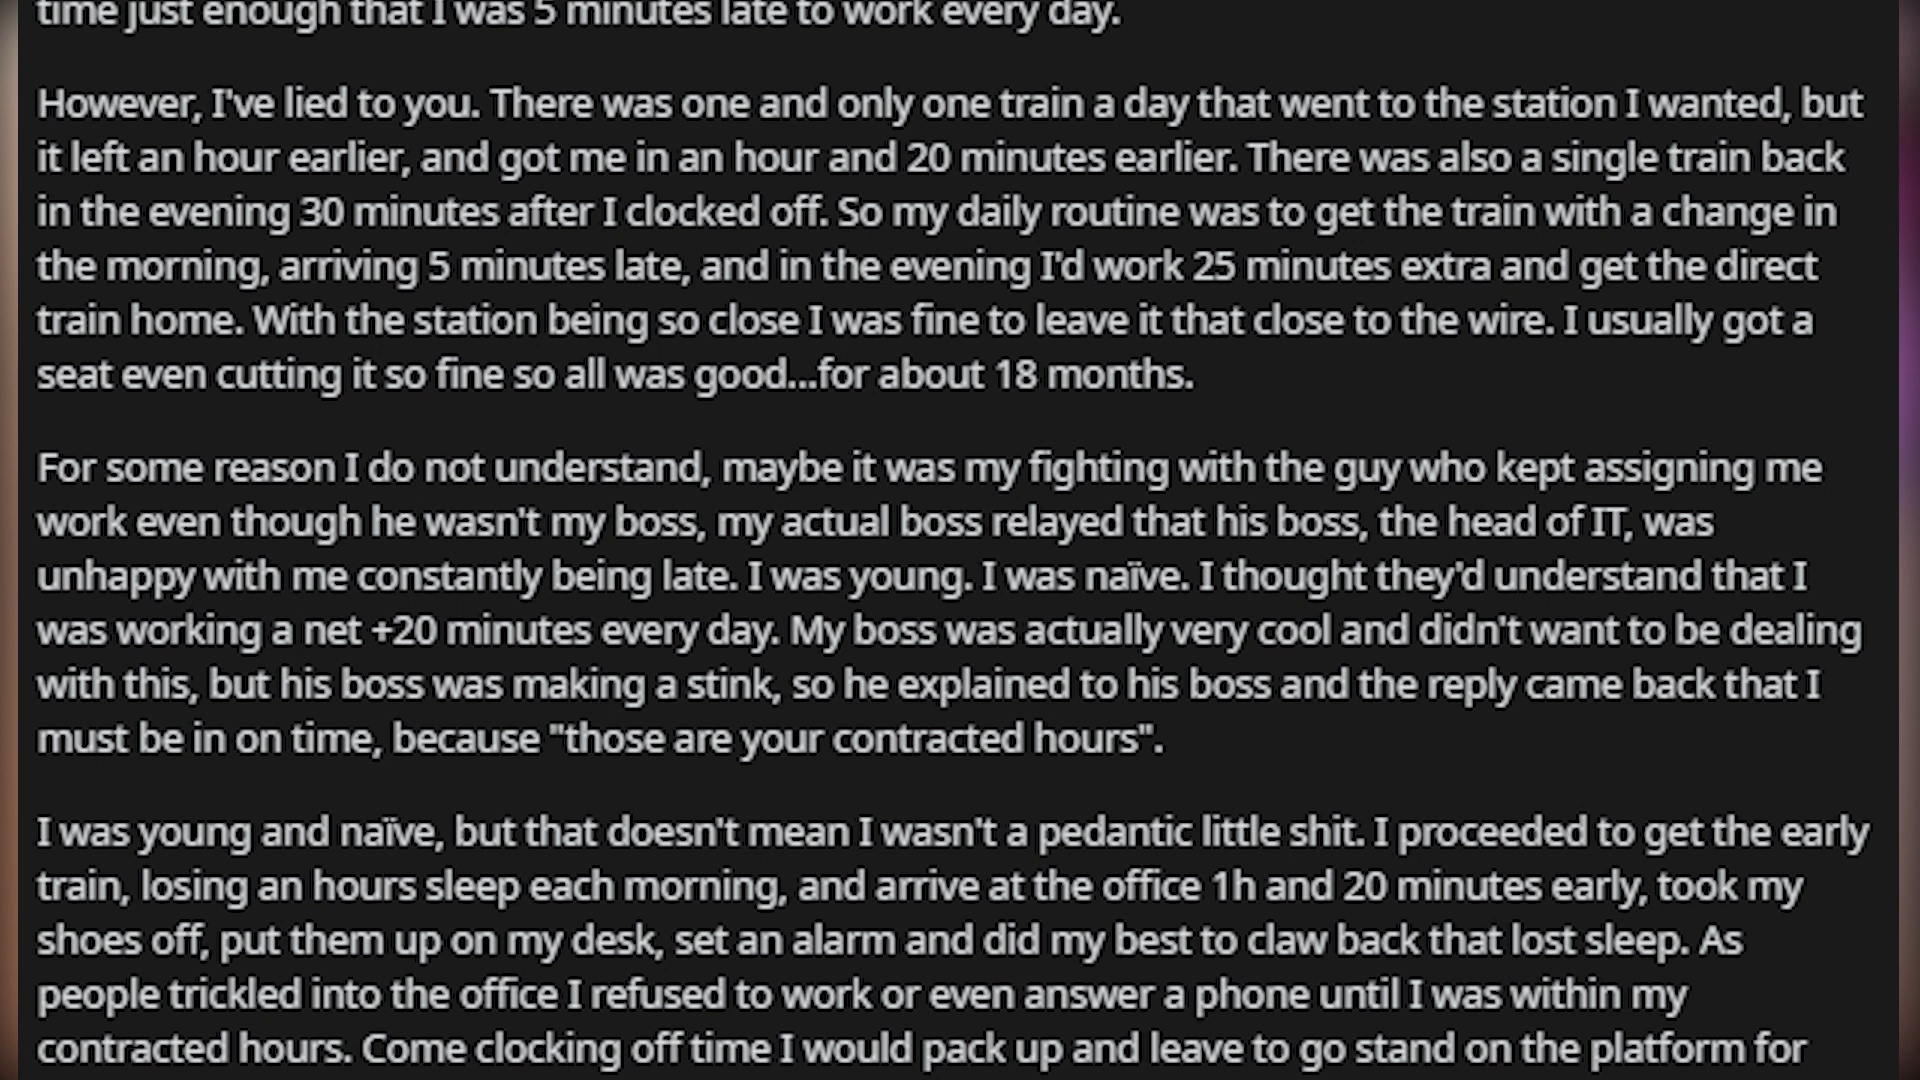 time just enough that I was 5 minutes late to work every day.
However, I've lied to you. There was one and only one train a day that went to the station I wanted, but
it left an hour earlier, and got me in an hour and 20 minutes earlier. There was also a single train back
in the evening 30 minutes after I clocked off. So my daily routine was to get the train with a change in
the morning, arriving 5 minutes late, and in the evening I'd work 25 minutes extra and get the direct
train home. With the station being so close I was fine to leave it that close to the wire. I usually got a
seat even cutting it so fine so all was good...for about 18 months.
For some reason I do not understand, maybe it was my fighting with the guy who kept assigning me
work even though he wasn't my boss, my actual boss relayed that his boss, the head of IT, was
unhappy with me constantly being late. I was young. I was naïve. I thought they'd understand that I
was working a net +20 minutes every day. My boss was actually very cool and didn't want to be dealing
with this, but his boss was making a stink, so he explained to his boss and the reply came back that I
must be in on time, because "those are your contracted hours".
I was young and naïve, but that doesn't mean I wasn't a pedantic little shit. I proceeded to get the early
train, losing an hours sleep each morning, and arrive at the office 1h and 20 minutes early, took my
shoes off, put them up on my desk, set an alarm and did my best to claw back that lost sleep. As
people trickled into the office I refused to work or even answer a phone until I was within my
contracted hours. Come clocking off time I would pack up and leave to go stand on the platform for